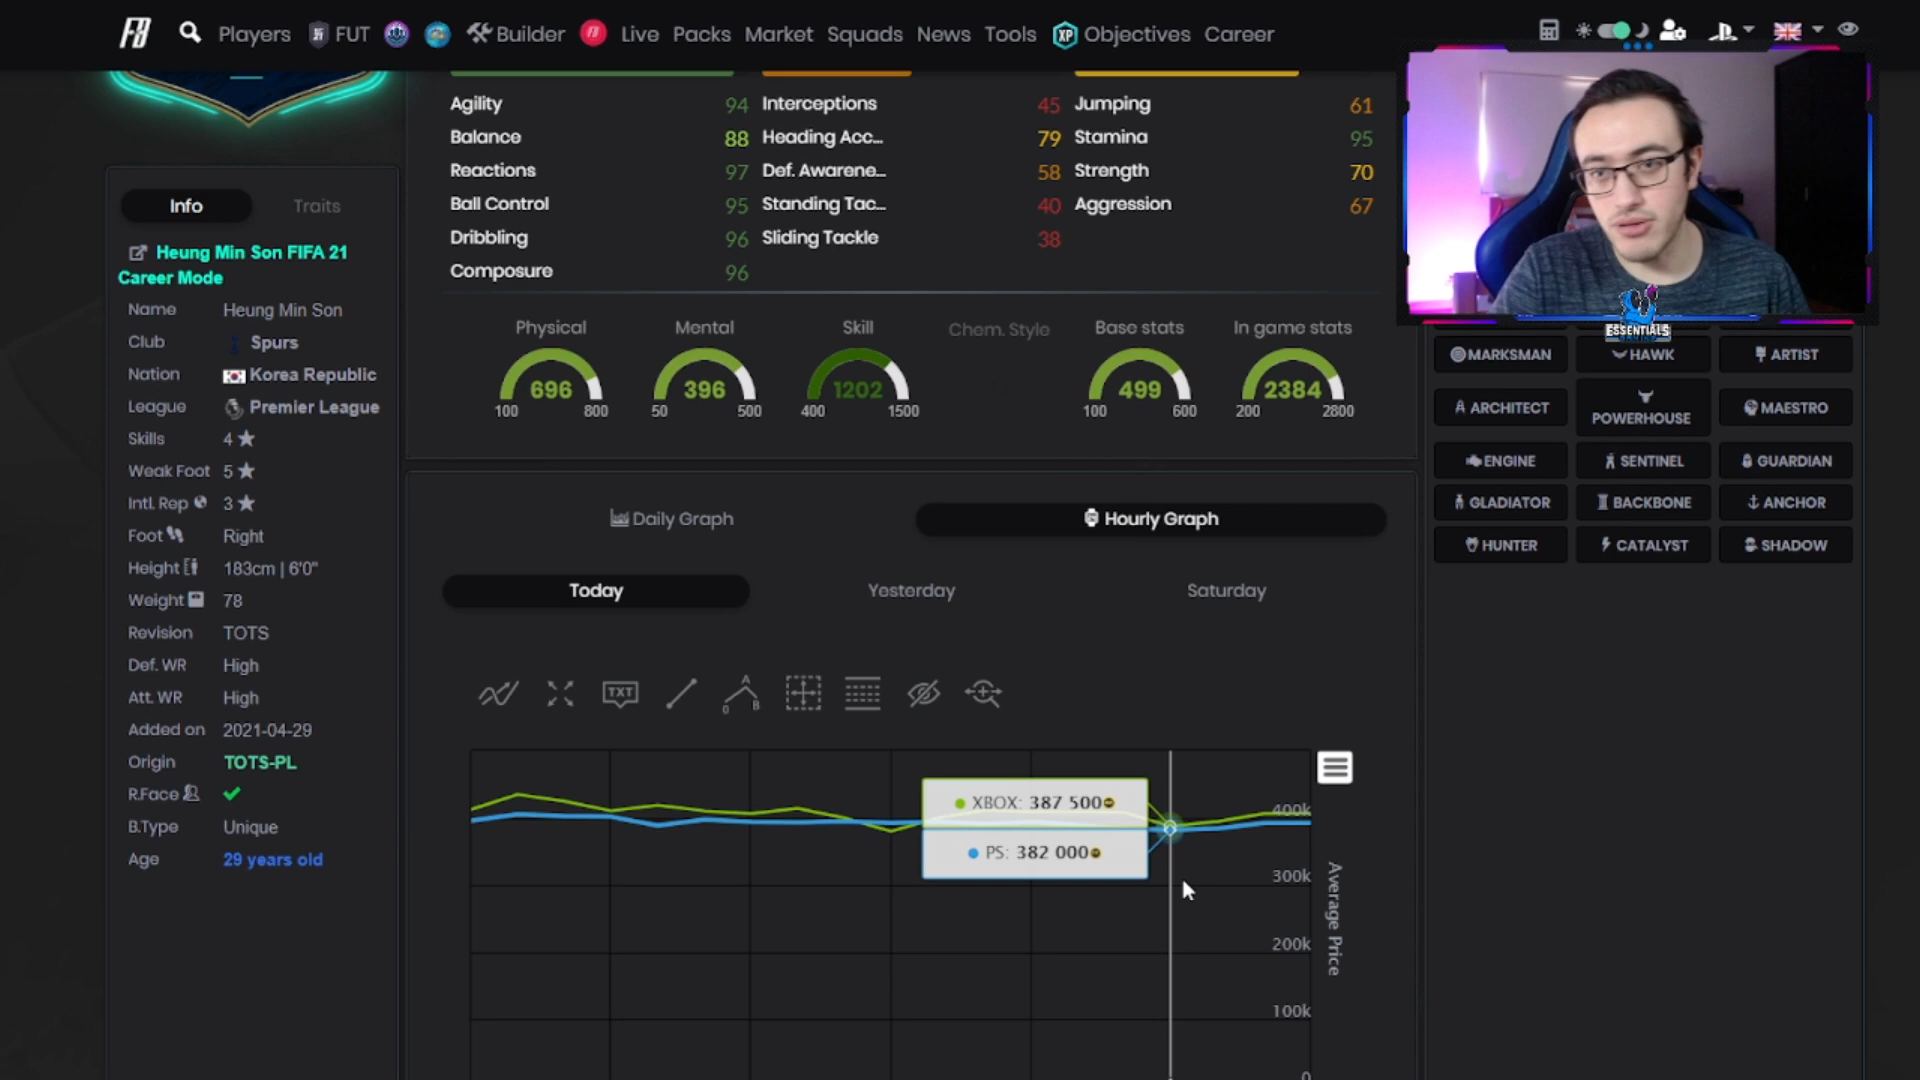 F8 Players FUT Builder Live Packs Market Squads News Tools XP Objectives Career
Agility 94 Interceptions 45 Jumping 61
Balance 88 Heading Acc... 79 Stamina 95
Reactions 97 Def. Awarene... 58 Strength 70
Ball Control 95 Standing Tac... 40 Aggression 67
Dribbling 96 Sliding Tackle 38
Composure 96
Info Traits
Heung Min Son FIFA 21
Career Mode
Name Heung Min Son
Club Spurs
Nation Korea Republic
League Premier League
Skills 4
Weak Foot 5
Intl. Rep 3
Foot Right
Height 183cm | 6'0"
Weight 78
Revision TOTS
Def. WR High
Att. WR High
Added on 2021-04-29
Origin TOTS-PL
R.Face
B.Type Unique
Age 29 years old
Physical Mental Skill Chem. Style Base stats In game stats
696 396 1202 499 2384
100 800 50 500 400 1500 100 600 200 2800
Daily Graph Hourly Graph
Today Yesterday Saturday
TXT A
0 B
XBOX: 387 500
PS: 382 000
400k
300k
200k
100k
0
Average Price
ESSENTIALS
MARKSMAN HAWK ARTIST
ARCHITECT POWERHOUSE MAESTRO
ENGINE SENTINEL GUARDIAN
GLADIATOR BACKBONE ANCHOR
HUNTER CATALYST SHADOW